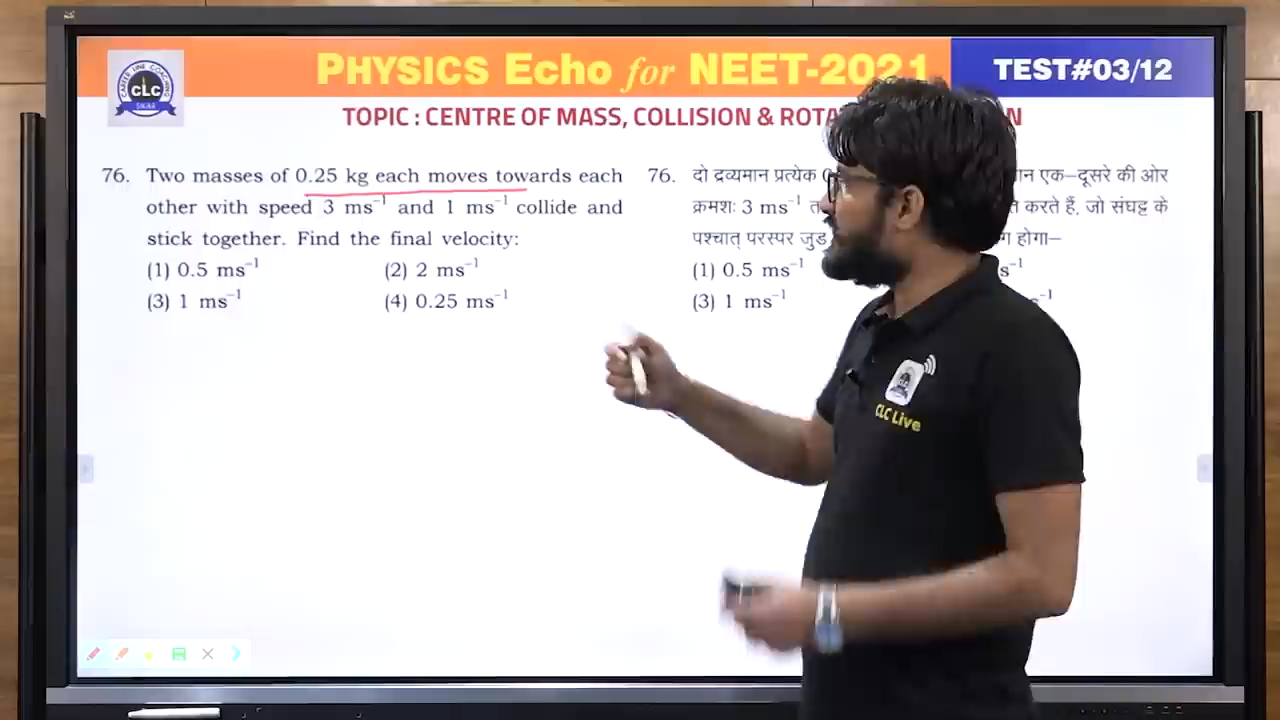 PHYSICS Echo for NEET-2021
TEST#03/12
CLC
SIKAR
TOPIC : CENTRE OF MASS, COLLISION & ROTA N
76. Two masses of 0.25 kg each moves towards each
other with speed 3 ms⁻¹ and 1 ms⁻¹ collide and
stick together. Find the final velocity:
(1) 0.5 ms⁻¹ (2) 2 ms⁻¹
(3) 1 ms⁻¹ (4) 0.25 ms⁻¹
76. दो द्रव्यमान प्रत्येक एक–दूसरे की ओर
क्रमशः 3 ms⁻¹ करते हैं, जो संघट्ट के
पश्चात् परस्पर जुड़ होगा–
(1) 0.5 ms⁻¹
(3) 1 ms⁻¹
CLC Live